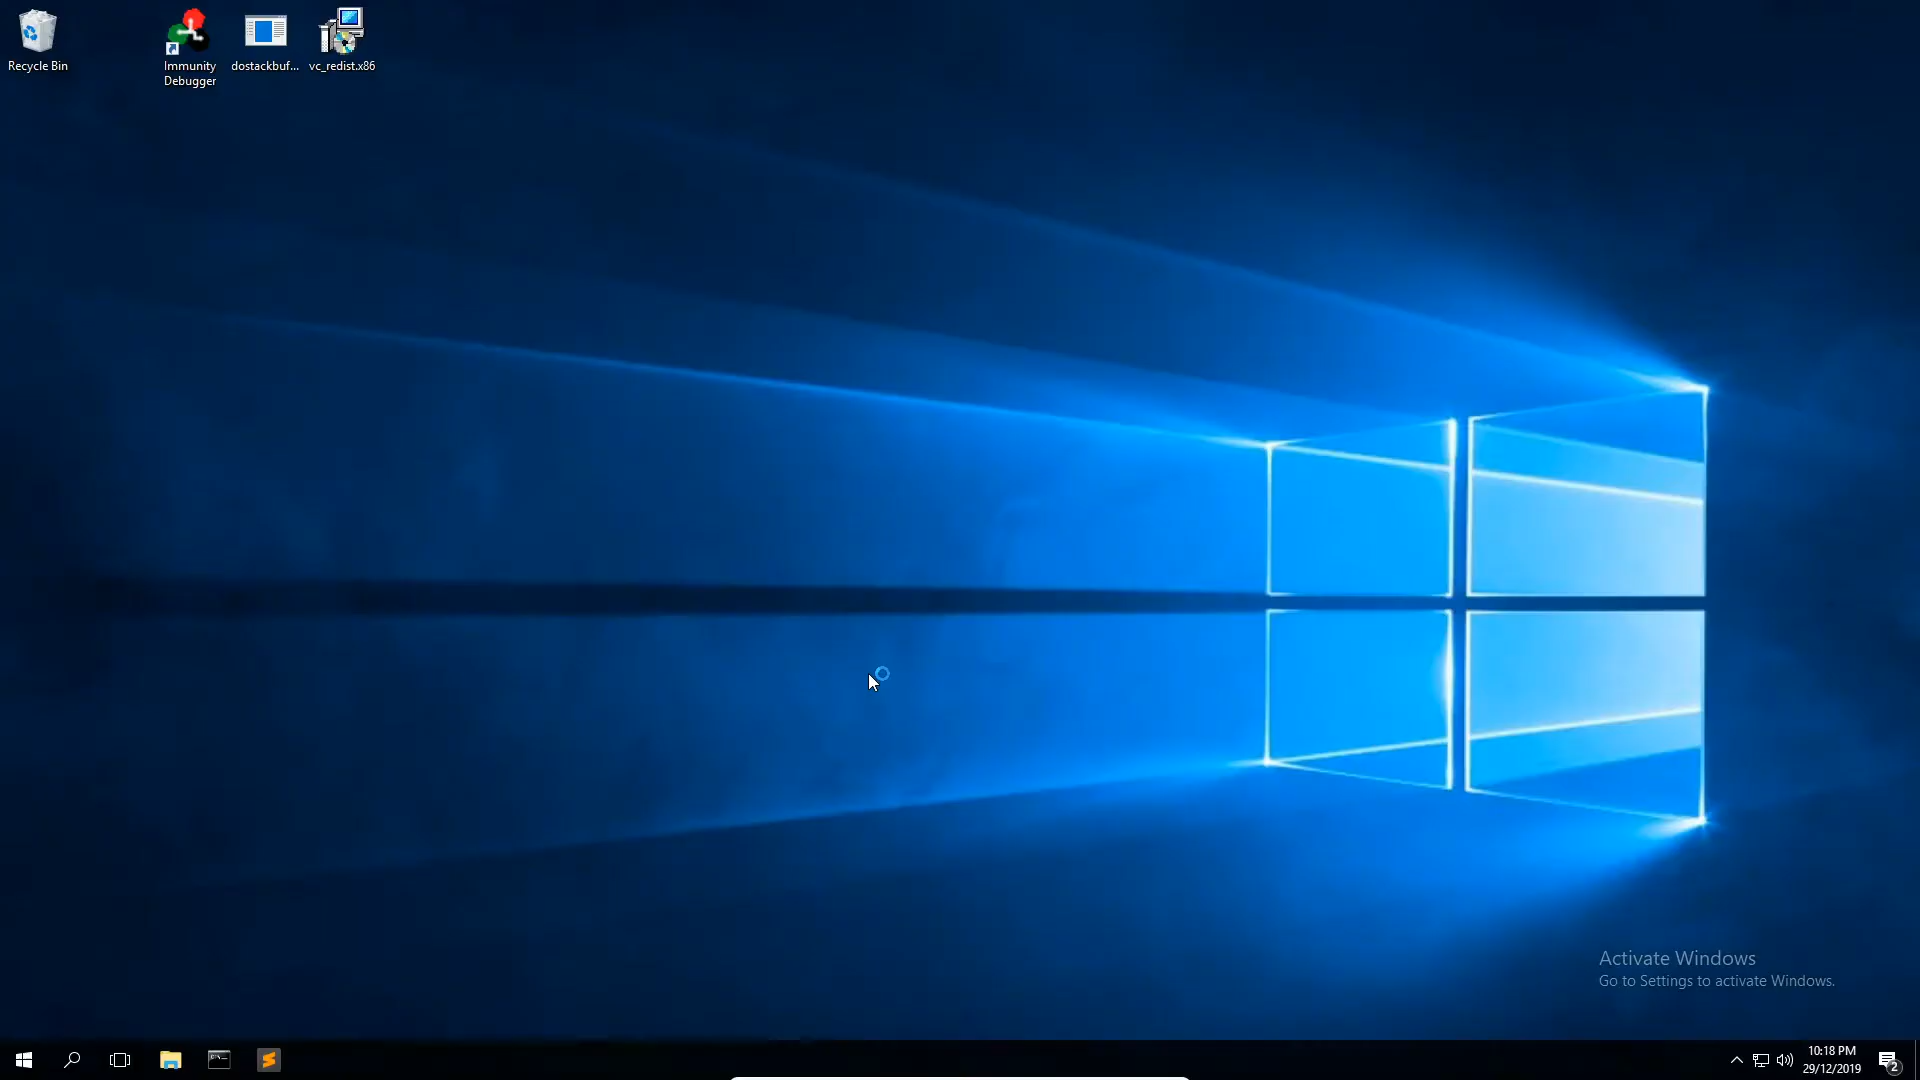 Recycle Bin
Immunity
Debugger
dostackbuf...
vc_redist.x86
Activate Windows
Go to Settings to activate Windows.
10:18 PM
29/12/2019
2